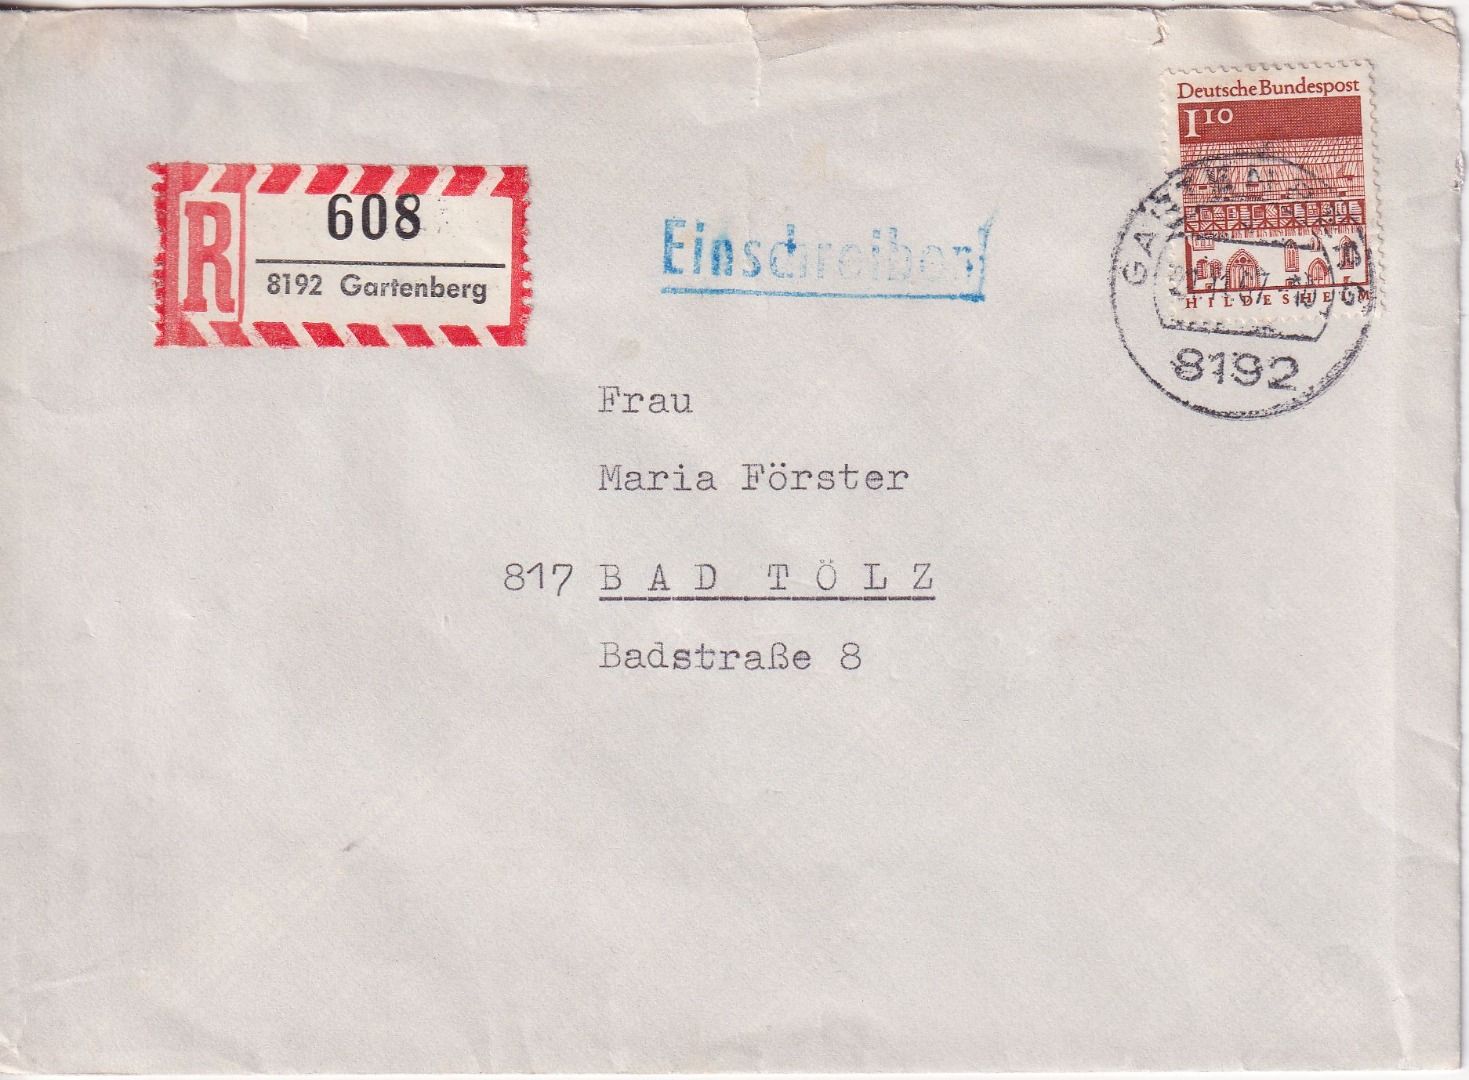 Deutsche Bundespost
1 10
HILDESHEIM
8192
R
608
8192 Gartenberg
Einschreiben
Frau
Maria Förster
817 BAD TÖLZ
Badstraße 8